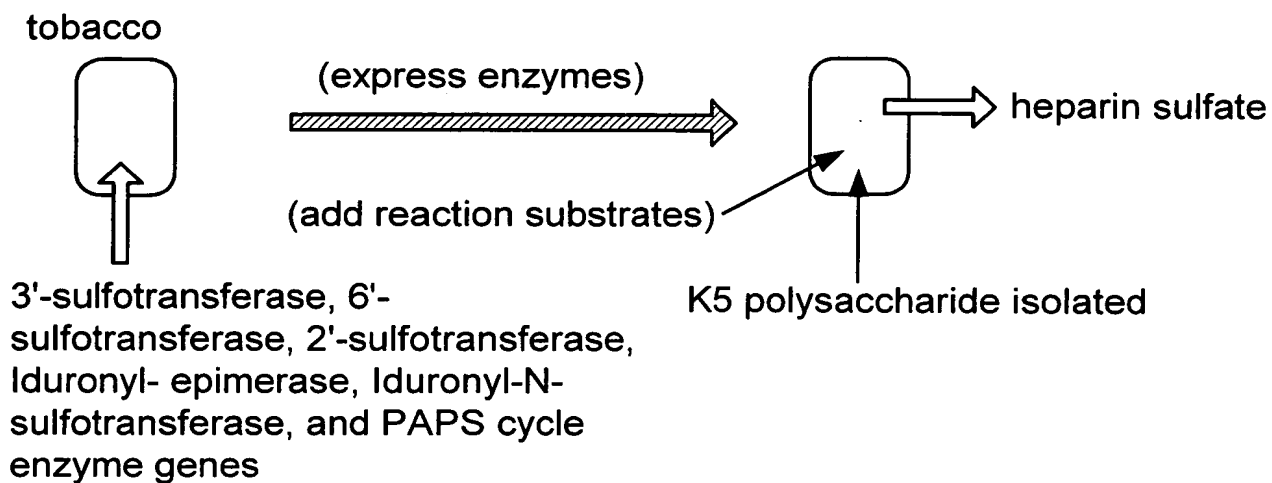 tobacco
(express enzymes)
heparin sulfate
(add reaction substrates)
3'-sulfotransferase, 6'-
sulfotransferase, 2'-sulfotransferase,
Iduronyl- epimerase, Iduronyl-N-
sulfotransferase, and PAPS cycle
enzyme genes
K5 polysaccharide isolated